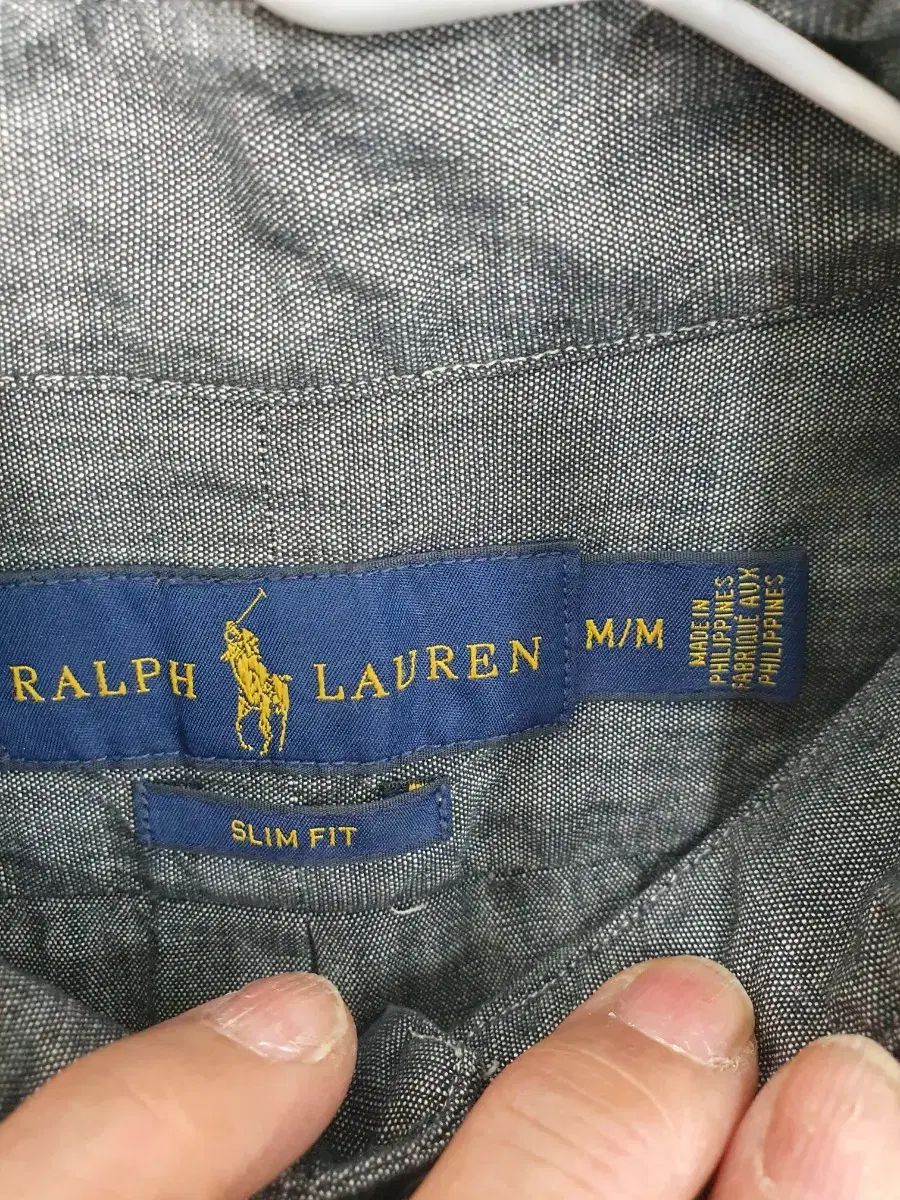 RALPH LAUREN
M/M
MADE IN
PHILIPPINES
FABRIQUÉ AUX
PHILIPPINES
SLIM FIT